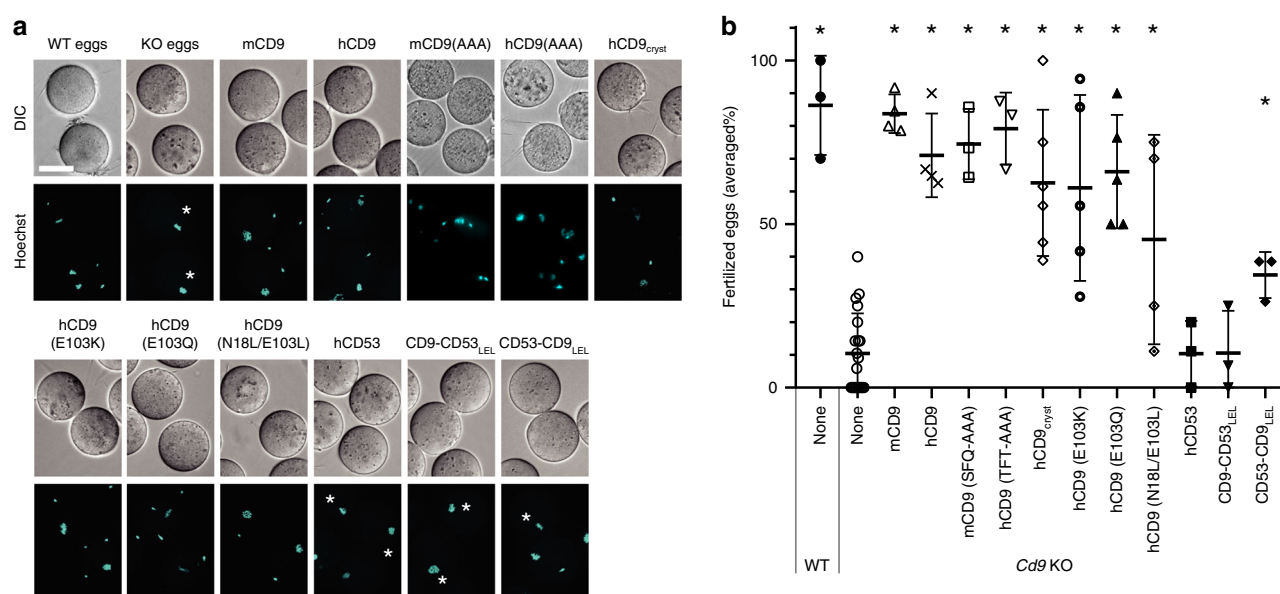 a
WT eggs KO eggs mCD9 hCD9 mCD9(AAA) hCD9(AAA) hCD9cryst
DIC
*
*
Hoechst
hCD9 (E103K)
hCD9 (E103Q)
hCD9 (N18L/E103L)
hCD53
CD9-CD53LEL
CD53-CD9LEL
*
*
*
*
*
b
* * * * * * * * *
*
100
50
0
Fertilized eggs (averaged%)
None
None
mCD9
hCD9
mCD9 (SFQ-AAA)
hCD9 (TFT-AAA)
hCD9cryst
hCD9 (E103K)
hCD9 (E103Q)
hCD9 (N18L/E103L)
hCD53
CD9-CD53LEL
CD53-CD9LEL
WT
Cd9 KO